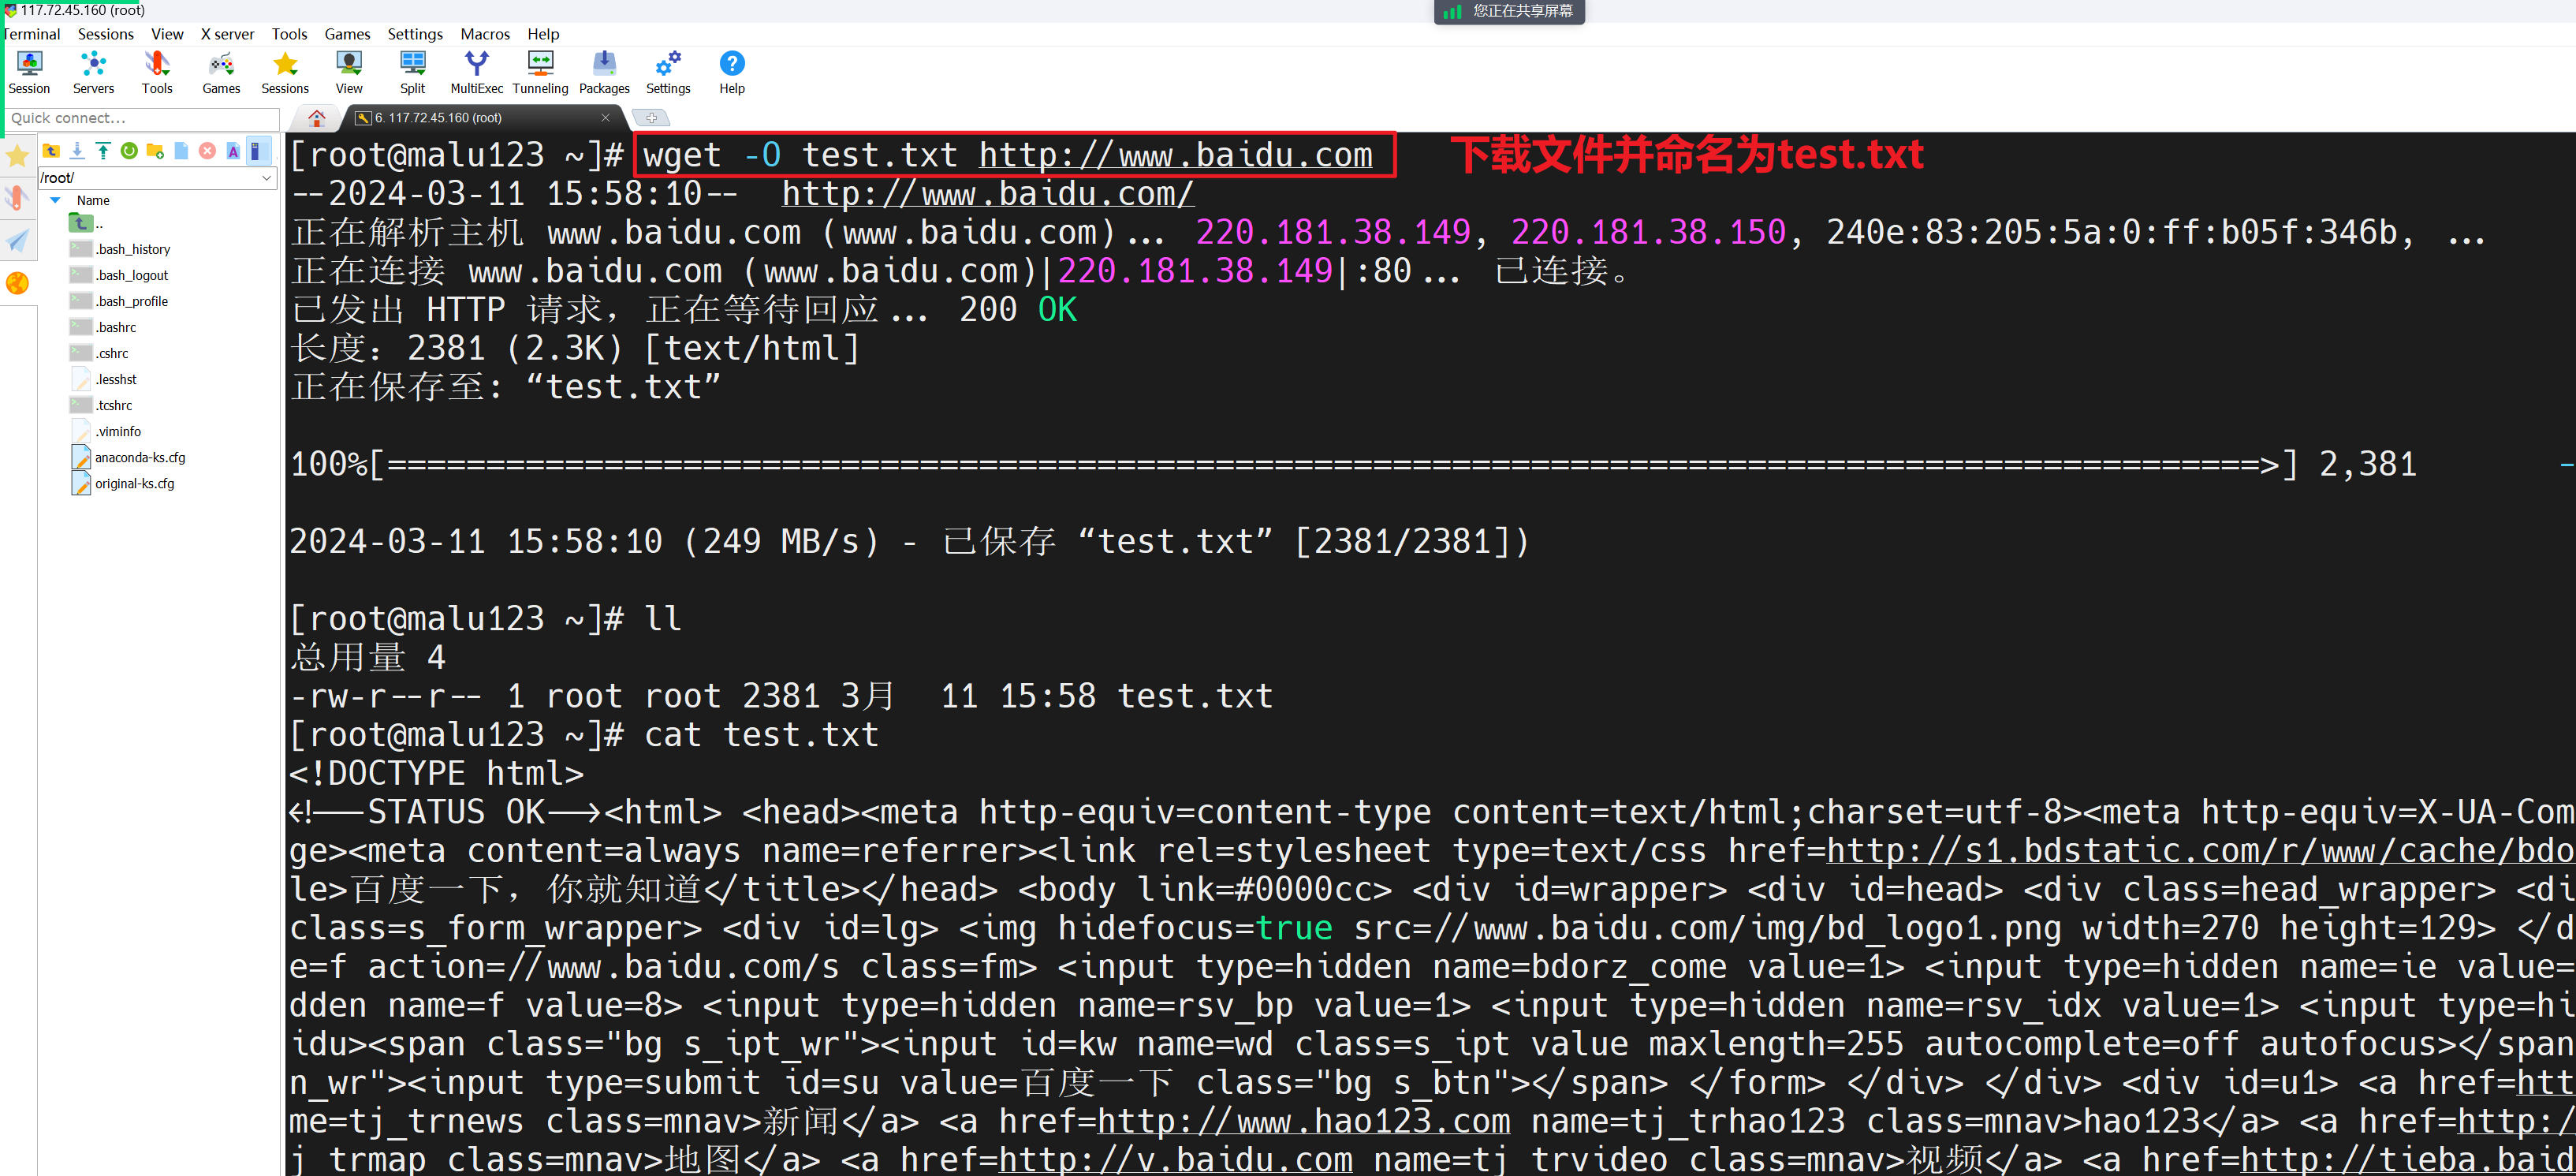 117.72.45.160 (root)
您正在共享屏幕
Terminal Sessions View X server Tools Games Settings Macros Help
Session Servers Tools Games Sessions View Split MultiExec Tunneling Packages Settings Help
Quick connect...
6. 117.72.45.160 (root)
/root/
Name
..
.bash_history
.bash_logout
.bash_profile
.bashrc
.cshrc
.lesshst
.tcshrc
.viminfo
anaconda-ks.cfg
original-ks.cfg
[root@malu123 ~]# wget -O test.txt http://www.baidu.com
下载文件并命名为test.txt
--2024-03-11 15:58:10-- http://www.baidu.com/
正在解析主机 www.baidu.com (www.baidu.com)... 220.181.38.149, 220.181.38.150, 240e:83:205:5a:0:ff:b05f:346b, ...
正在连接 www.baidu.com (www.baidu.com)|220.181.38.149|:80... 已连接。
已发出 HTTP 请求，正在等待回应... 200 OK
长度：2381 (2.3K) [text/html]
正在保存至: “test.txt”
100%[===============================================================================================>] 2,381 -
2024-03-11 15:58:10 (249 MB/s) - 已保存 “test.txt” [2381/2381])
[root@malu123 ~]# ll
总用量 4
-rw-r--r-- 1 root root 2381 3月 11 15:58 test.txt
[root@malu123 ~]# cat test.txt
<!DOCTYPE html>
<!--STATUS OK--><html> <head><meta http-equiv=content-type content=text/html;charset=utf-8><meta http-equiv=X-UA-Com
ge><meta content=always name=referrer><link rel=stylesheet type=text/css href=http://s1.bdstatic.com/r/www/cache/bdo
le>百度一下，你就知道</title></head> <body link=#0000cc> <div id=wrapper> <div id=head> <div class=head_wrapper> <di
class=s_form_wrapper> <div id=lg> <img hidefocus=true src=//www.baidu.com/img/bd_logo1.png width=270 height=129> </d
e=f action=//www.baidu.com/s class=fm> <input type=hidden name=bdorz_come value=1> <input type=hidden name=ie value=
dden name=f value=8> <input type=hidden name=rsv_bp value=1> <input type=hidden name=rsv_idx value=1> <input type=hi
idu><span class="bg s_ipt_wr"><input id=kw name=wd class=s_ipt value maxlength=255 autocomplete=off autofocus></span
n_wr"><input type=submit id=su value=百度一下 class="bg s_btn"></span> </form> </div> </div> <div id=u1> <a href=htt
me=tj_trnews class=mnav>新闻</a> <a href=http://www.hao123.com name=tj_trhao123 class=mnav>hao123</a> <a href=http:/
j_trmap class=mnav>地图</a> <a href=http://v.baidu.com name=tj_trvideo class=mnav>视频</a> <a href=http://tieba.baid